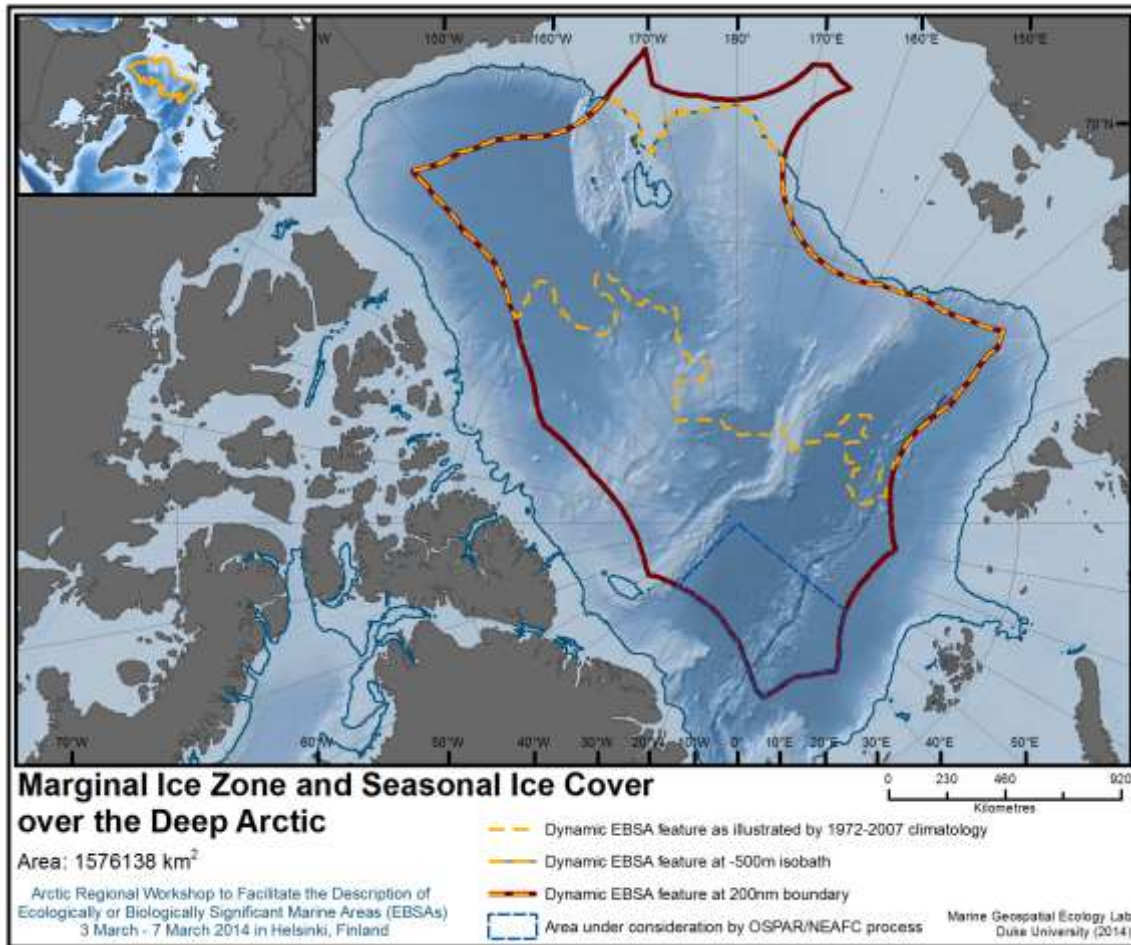 150°W
160°W
170°W
180°
170°E
160°E
150°E
70°N
70°W
60°W
50°W
40°W
30°W
20°W
10°W
0°
10°E
20°E
30°E
40°E
50°E
Marginal Ice Zone and Seasonal Ice Cover
over the Deep Arctic
Area: 1576138 km²
Arctic Regional Workshop to Facilitate the Description of
Ecologically or Biologically Significant Marine Areas (EBSAs)
3 March - 7 March 2014 in Helsinki, Finland
0 230 460 920
Kilometres
Dynamic EBSA feature as illustrated by 1972-2007 climatology
Dynamic EBSA feature at -500m isobath
Dynamic EBSA feature at 200nm boundary
Area under consideration by OSPAR/NEAFC process
Marine Geospatial Ecology Lab
Duke University (2014)